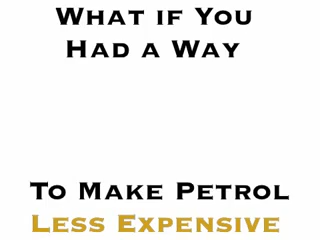 What if You
Had a Way
To Make Petrol
Less Expensive